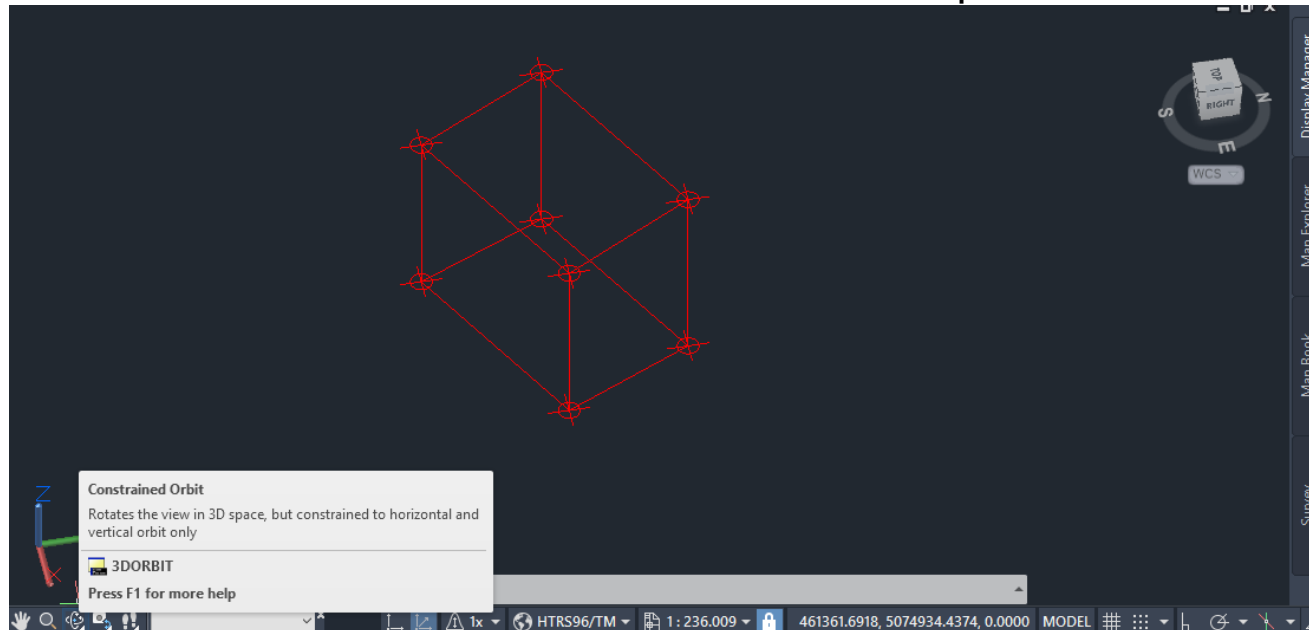 Display Manager
TOP
RIGHT
S
N
E
WCS
Map Explorer
Map Book
Survey
Z
X
Constrained Orbit
Rotates the view in 3D space, but constrained to horizontal and
vertical orbit only
3DORBIT
Press F1 for more help
1x HTRS96/TM 1:236.009 461361.6918, 5074934.4374, 0.0000 MODEL